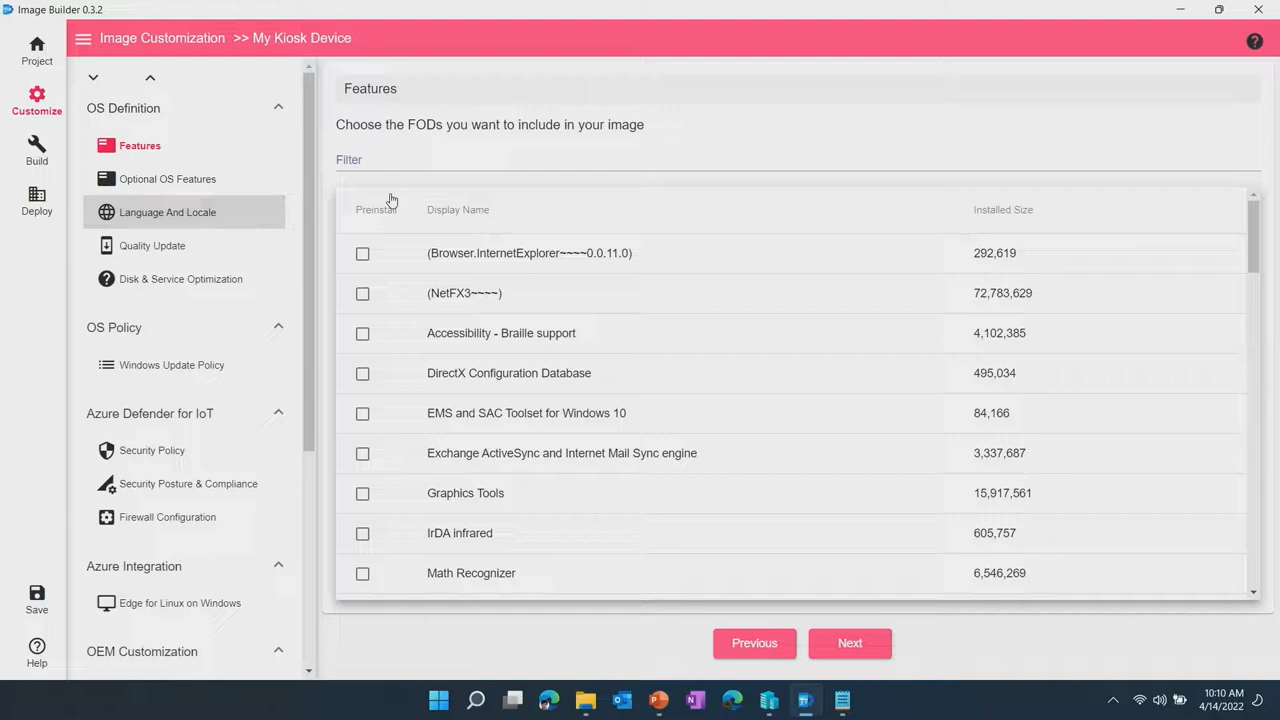 Image Builder 0.3.2
Image Customization >> My Kiosk Device
Project
Customize
Build
Deploy
Save
Help
OS Definition
Features
Optional OS Features
Language And Locale
Quality Update
Disk & Service Optimization
OS Policy
Windows Update Policy
Azure Defender for IoT
Security Policy
Security Posture & Compliance
Firewall Configuration
Azure Integration
Edge for Linux on Windows
OEM Customization
Features
Choose the FODs you want to include in your image
Filter
Preinstall Display Name Installed Size
(Browser.InternetExplorer~~~~0.0.11.0) 292,619
(NetFX3~~~~) 72,783,629
Accessibility - Braille support 4,102,385
DirectX Configuration Database 495,034
EMS and SAC Toolset for Windows 10 84,166
Exchange ActiveSync and Internet Mail Sync engine 3,337,687
Graphics Tools 15,917,561
IrDA infrared 605,757
Math Recognizer 6,546,269
Previous Next
10:10 AM
4/14/2022